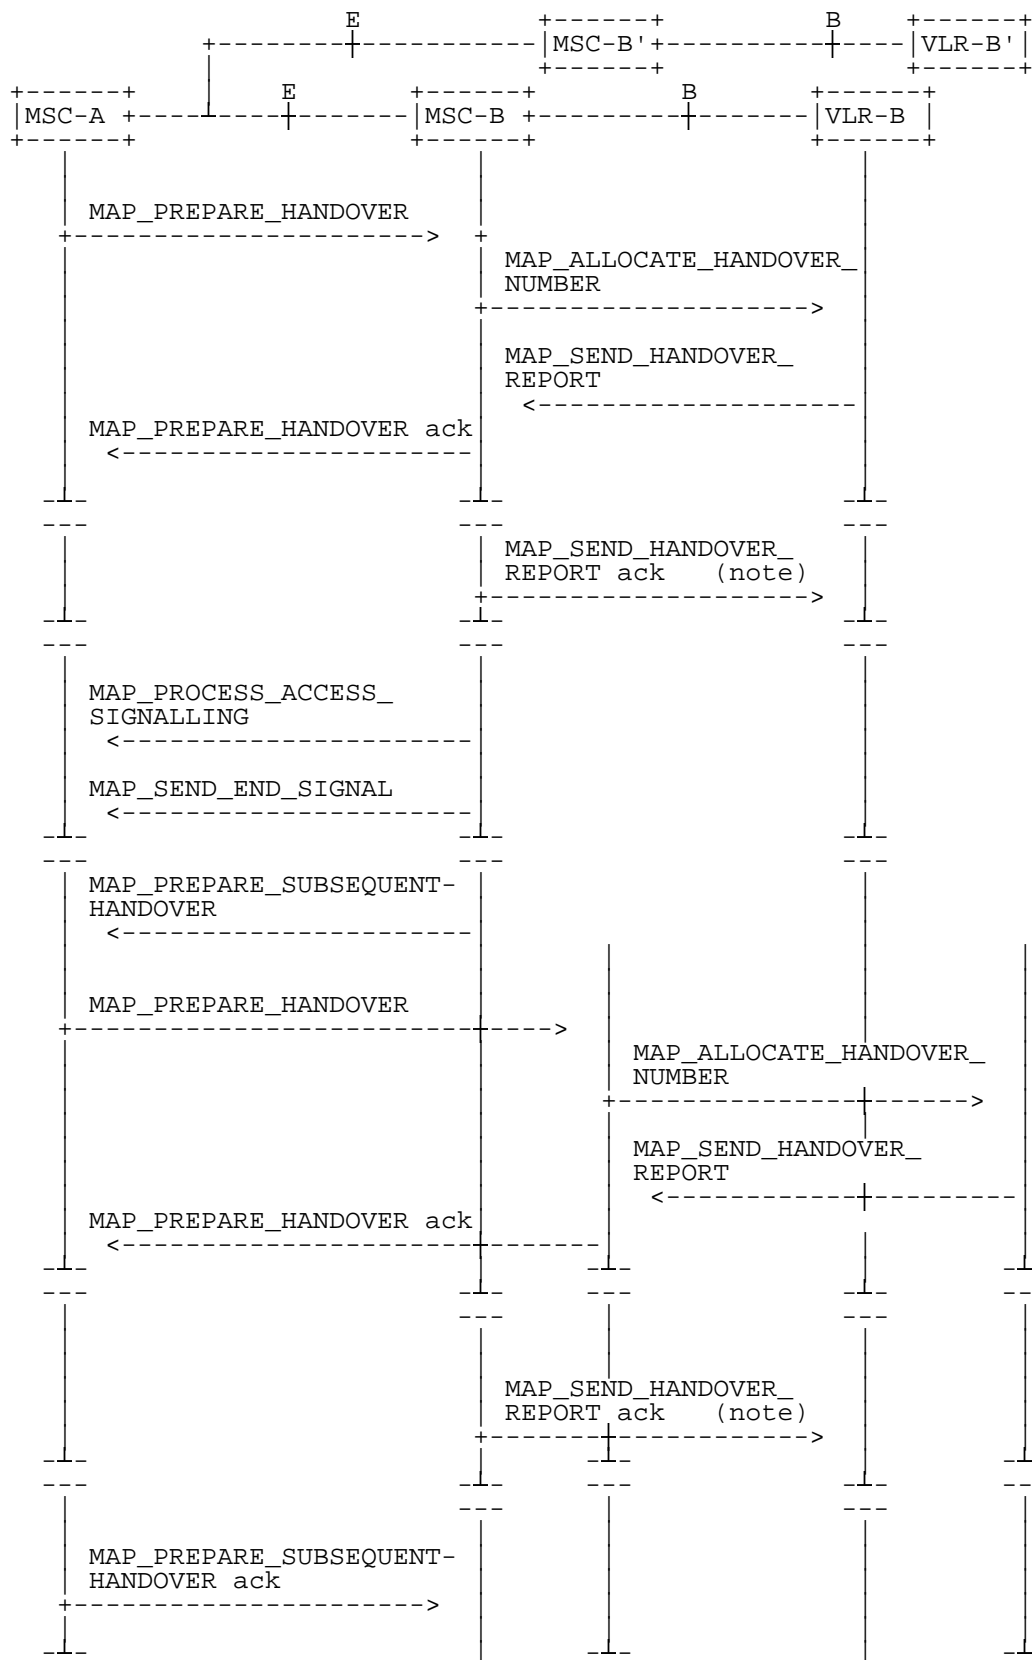 E B
MSC-B' VLR-B'
E B
MSC-A MSC-B VLR-B
MAP_PREPARE_HANDOVER
MAP_ALLOCATE_HANDOVER_
NUMBER
MAP_SEND_HANDOVER_
REPORT
MAP_PREPARE_HANDOVER ack
MAP_SEND_HANDOVER_
REPORT ack (note)
MAP_PROCESS_ACCESS_
SIGNALLING
MAP_SEND_END_SIGNAL
MAP_PREPARE_SUBSEQUENT-
HANDOVER
MAP_PREPARE_HANDOVER
MAP_ALLOCATE_HANDOVER_
NUMBER
MAP_SEND_HANDOVER_
REPORT
MAP_PREPARE_HANDOVER ack
MAP_SEND_HANDOVER_
REPORT ack (note)
MAP_PREPARE_SUBSEQUENT-
HANDOVER ack